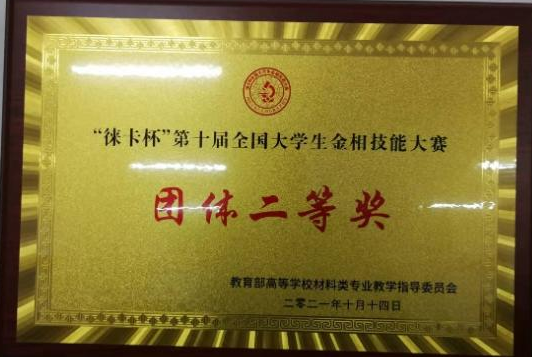 “徕卡杯”第十届全国大学生金相技能大赛
团体二等奖
教育部高等学校材料类专业教学指导委员会
二零二一年十月十四日